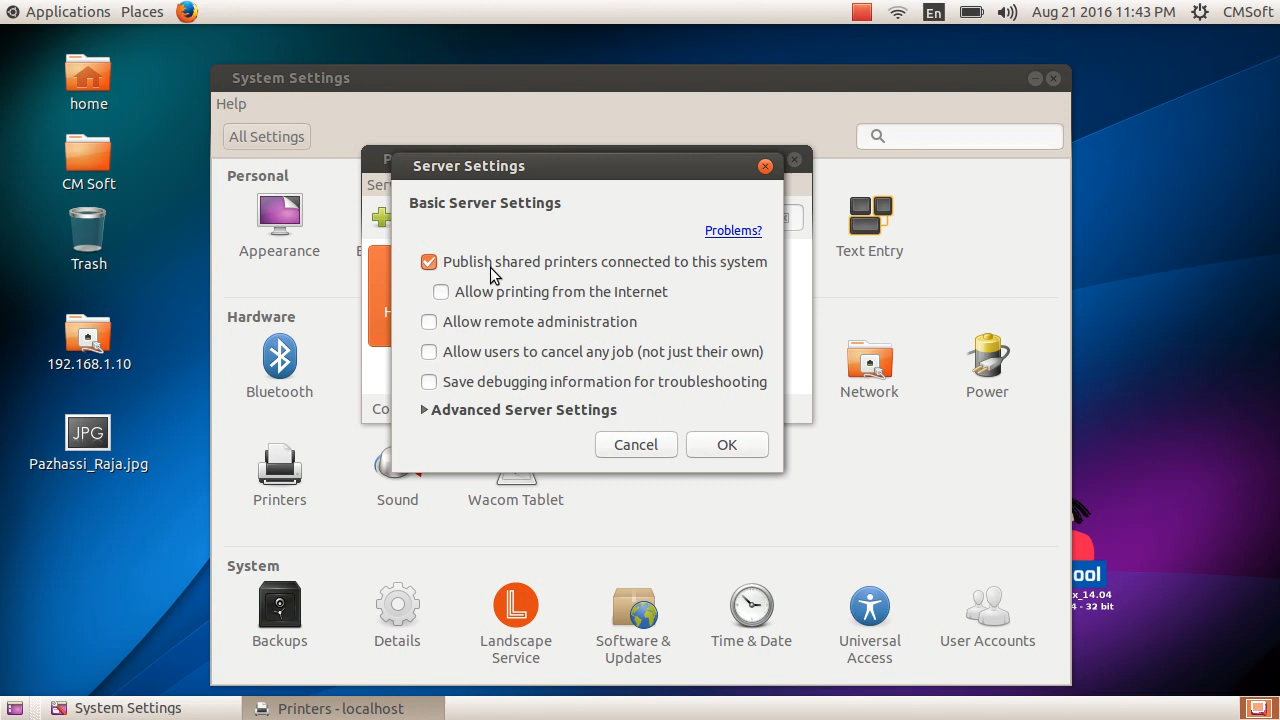 Applications Places En Aug 21 2016 11:43 PM CMSoft
home
CM Soft
Trash
192.168.1.10
JPG
Pazhassi_Raja.jpg
System Settings
Help
All Settings
Personal
Appearance
Text Entry
Hardware
Bluetooth
Network
Power
Printers
Sound
Wacom Tablet
System
Backups
Details
Landscape
Service
Software &
Updates
Time & Date
Universal
Access
User Accounts
Server Settings
Basic Server Settings
Problems?
Publish shared printers connected to this system
Allow printing from the Internet
Allow remote administration
Allow users to cancel any job (not just their own)
Save debugging information for troubleshooting
Advanced Server Settings
Cancel OK
ool
x_14.04
4 - 32 bit
System Settings Printers - localhost